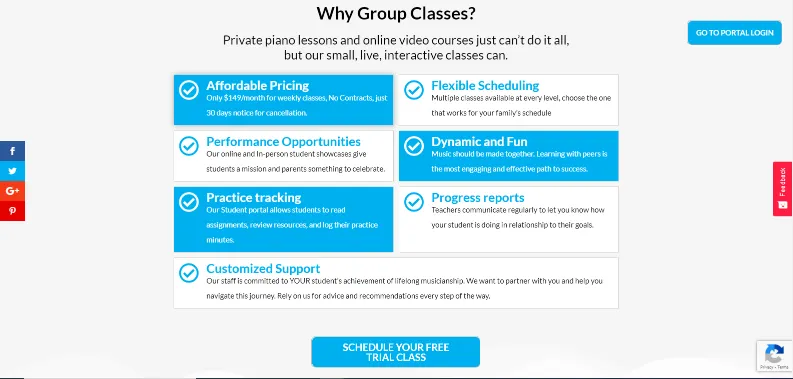 Why Group Classes?
Private piano lessons and online video courses just can't do it all,
but our small, live, interactive classes can.
GO TO PORTAL LOGIN
Affordable Pricing
Only $149/month for weekly classes, No Contracts, just
30 days notice for cancellation.
Flexible Scheduling
Multiple classes available at every level, choose the one
that works for your family's schedule
Performance Opportunities
Our online and In-person student showcases give
students a mission and parents something to celebrate.
Dynamic and Fun
Music should be made together. Learning with peers is
the most engaging and effective path to success.
Practice tracking
Our Student portal allows students to read
assignments, review resources, and log their practice
minutes.
Progress reports
Teachers communicate regularly to let you know how
your student is doing in relationship to their goals.
Customized Support
Our staff is committed to YOUR student's achievement of lifelong musicianship. We want to partner with you and help you
navigate this journey. Rely on us for advice and recommendations every step of the way.
SCHEDULE YOUR FREE
TRIAL CLASS
f
G+
Feedback
Privacy - Terms